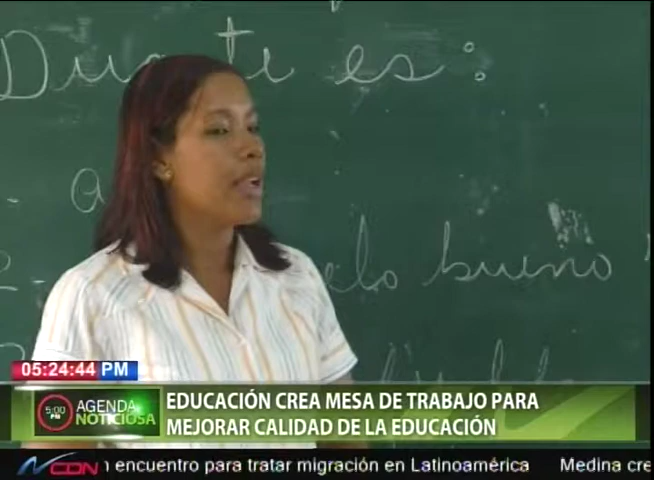 Duarte es:
a
lo bueno
05:24:44 PM
5:00 PM
AGENDA
NOTICIOSA
EDUCACIÓN CREA MESA DE TRABAJO PARA
MEJORAR CALIDAD DE LA EDUCACIÓN
CDN
n encuentro para tratar migración en Latinoamérica Medina cre